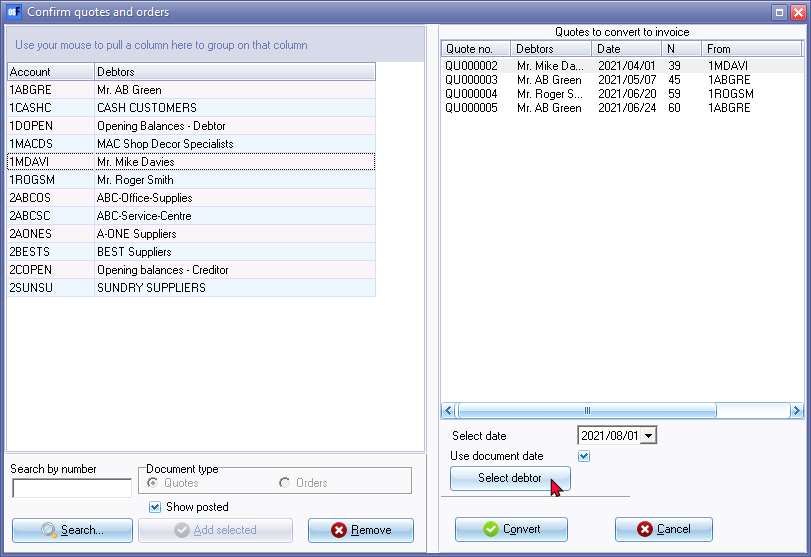 Confirm quotes and orders
Use your mouse to pull a column here to group on that column
Account Debtors
1ABGRE Mr. AB Green
1CASHC CASH CUSTOMERS
1DOPEN Opening Balances - Debtor
1MACDS MAC Shop Decor Specialists
1MDAVI Mr. Mike Davies
1ROGSM Mr. Roger Smith
2ABCOS ABC-Office-Supplies
2ABCSC ABC-Service-Centre
2AONES A-ONE Suppliers
2BESTS BEST Suppliers
2COPEN Opening balances - Creditor
2SUNSU SUNDRY SUPPLIERS
Search by number
Document type
Quotes Orders
Show posted
Search... Add selected Remove
Quotes to convert to invoice
Quote no. Debtors Date N From
QU000002 Mr. Mike Da... 2021/04/01 39 1MDAVI
QU000003 Mr. AB Green 2021/05/07 45 1ABGRE
QU000004 Mr. Roger S... 2021/06/20 59 1ROGSM
QU000005 Mr. AB Green 2021/06/24 60 1ABGRE
Select date 2021/08/01
Use document date
Select debtor
Convert Cancel